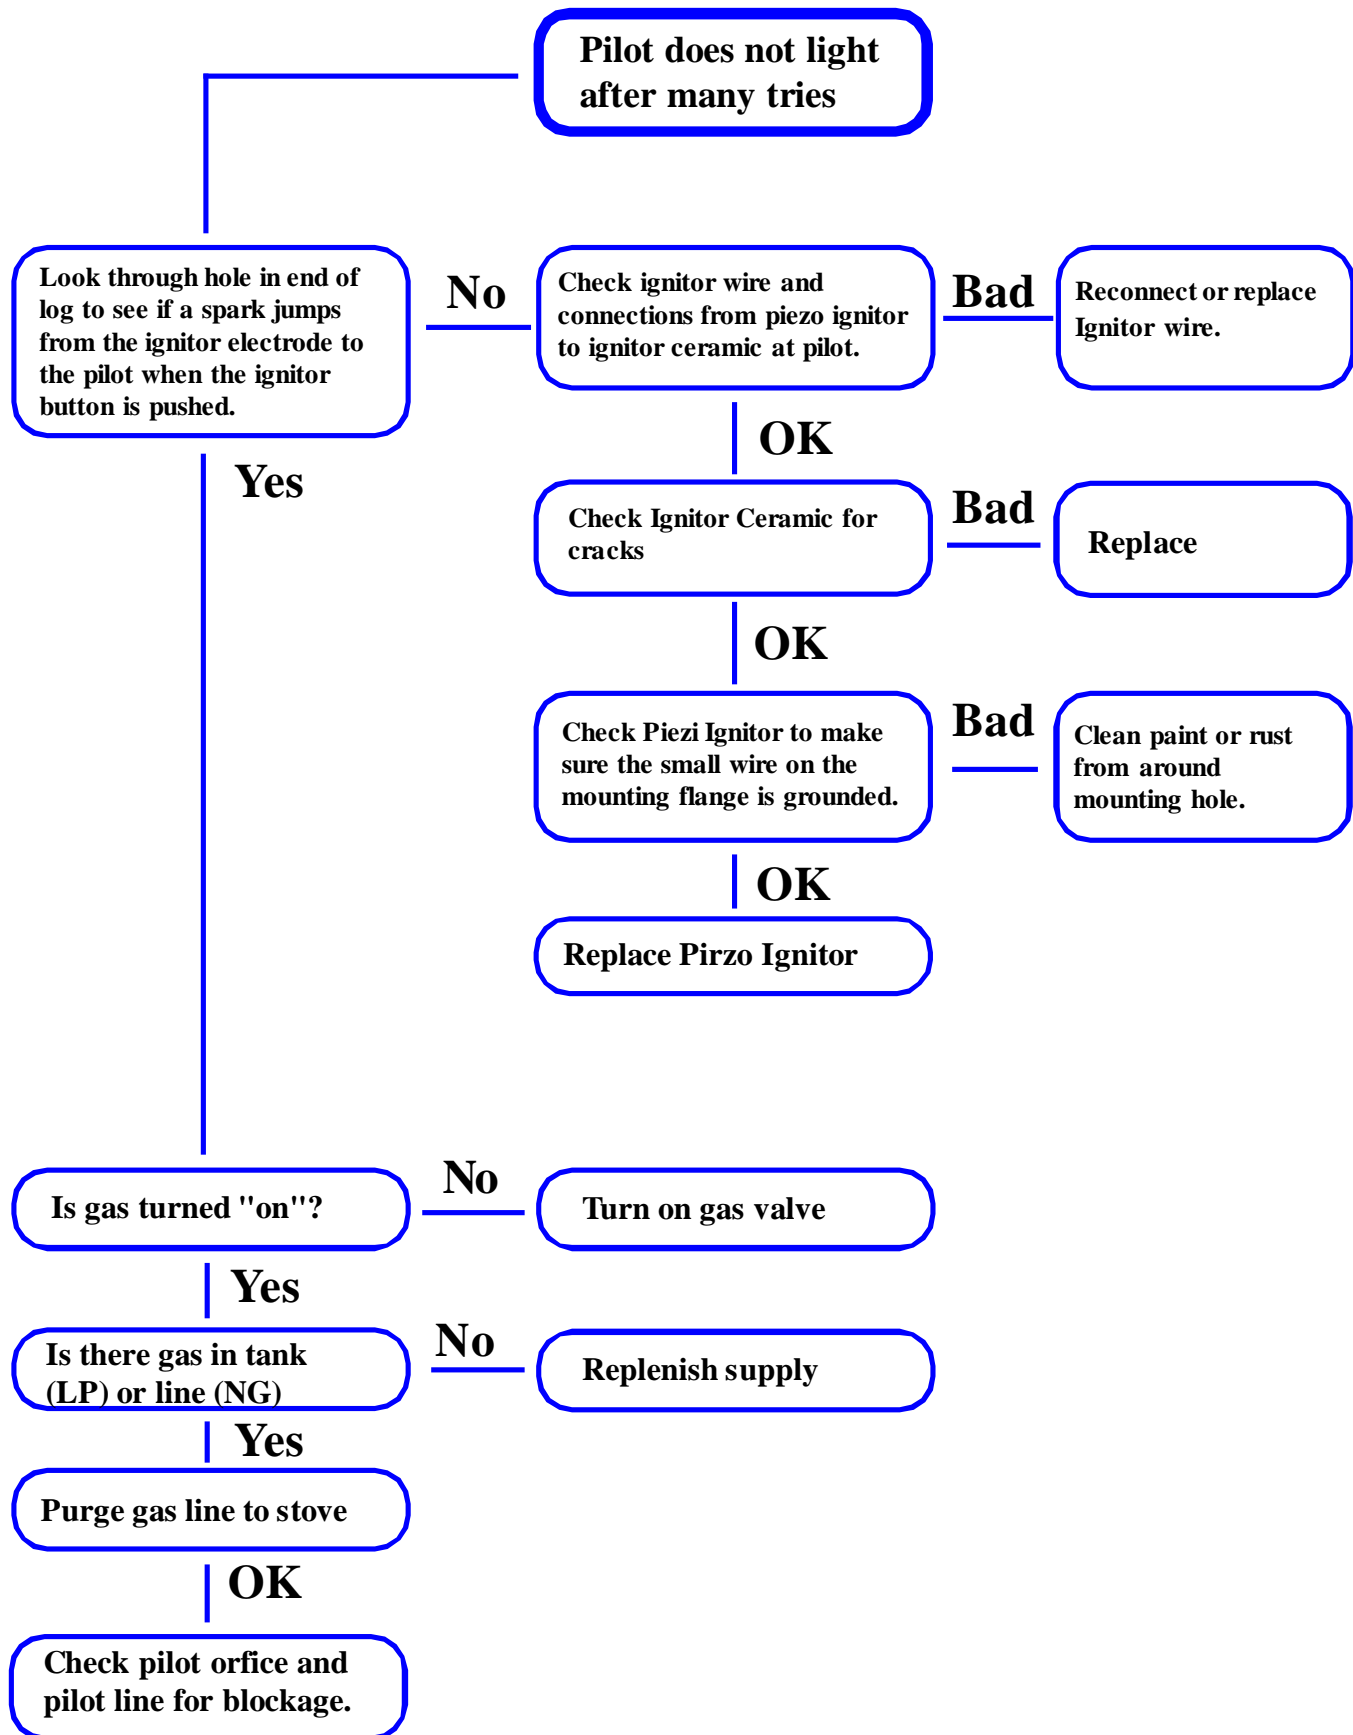 Pilot does not light
after many tries
Look through hole in end of
log to see if a spark jumps
from the ignitor electrode to
the pilot when the ignitor
button is pushed.
No
Check ignitor wire and
connections from piezo ignitor
to ignitor ceramic at pilot.
Bad
Reconnect or replace
Ignitor wire.
OK
Yes
Check Ignitor Ceramic for
cracks
Bad
Replace
OK
Check Piezi Ignitor to make
sure the small wire on the
mounting flange is grounded.
Bad
Clean paint or rust
from around
mounting hole.
OK
Replace Pirzo Ignitor
Is gas turned "on"?
No
Turn on gas valve
Yes
Is there gas in tank
(LP) or line (NG)
No
Replenish supply
Yes
Purge gas line to stove
OK
Check pilot orfice and
pilot line for blockage.